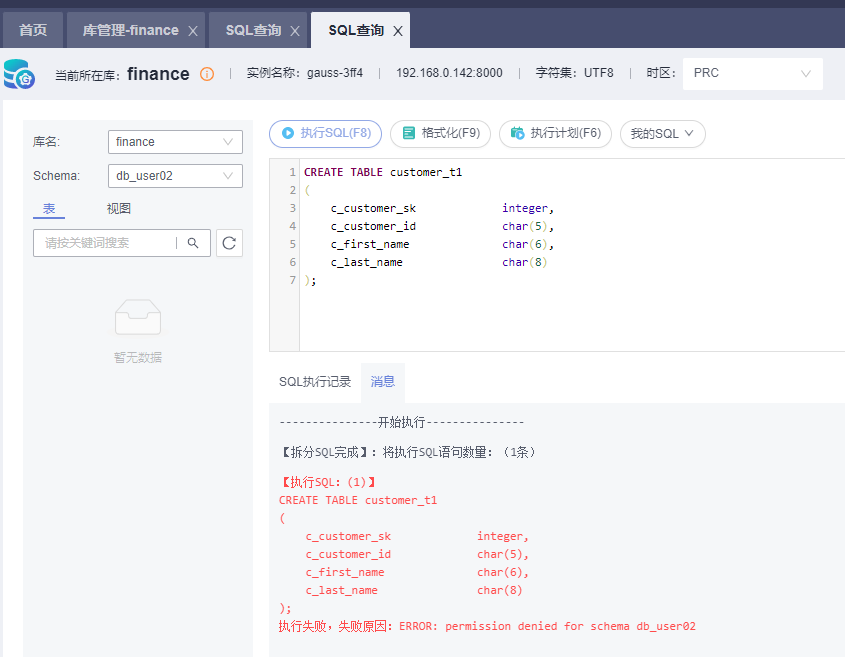 首页 库管理-finance X SQL查询 X SQL查询 X
当前所在库: finance 实例名称: gauss-3ff4 | 192.168.0.142:8000 | 字符集: UTF8 | 时区: PRC
库名: finance
Schema: db_user02
表 视图
请按关键词搜索
暂无数据
执行SQL(F8) 格式化(F9) 执行计划(F6) 我的SQL
1 CREATE TABLE customer_t1
2 (
3 c_customer_sk integer,
4 c_customer_id char(5),
5 c_first_name char(6),
6 c_last_name char(8)
7 );
SQL执行记录 消息
---------------开始执行---------------
【拆分SQL完成】: 将执行SQL语句数量: (1条)
【执行SQL: (1)】
CREATE TABLE customer_t1
(
c_customer_sk integer,
c_customer_id char(5),
c_first_name char(6),
c_last_name char(8)
);
执行失败, 失败原因: ERROR: permission denied for schema db_user02